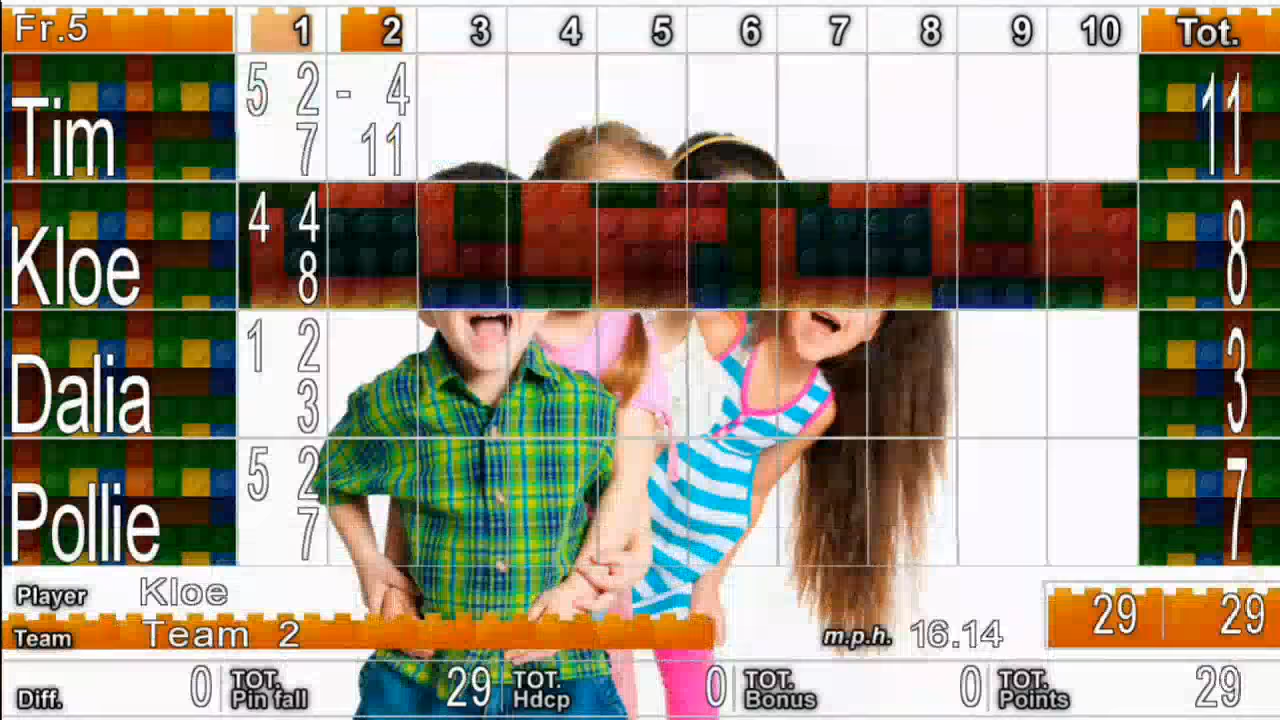 Fr.5 1 2 3 4 5 6 7 8 9 10 Tot.
Tim 5 2 - 4 11
7 11
Kloe 4 4 8
8
Dalia 1 2 3
3
Pollie 5 2 7
7
Player Kloe
Team Team 2 m.p.h. 16.14 29 29
Diff. 0 TOT. Pin fall 29 TOT. Hdcp 0 TOT. Bonus 0 TOT. Points 29